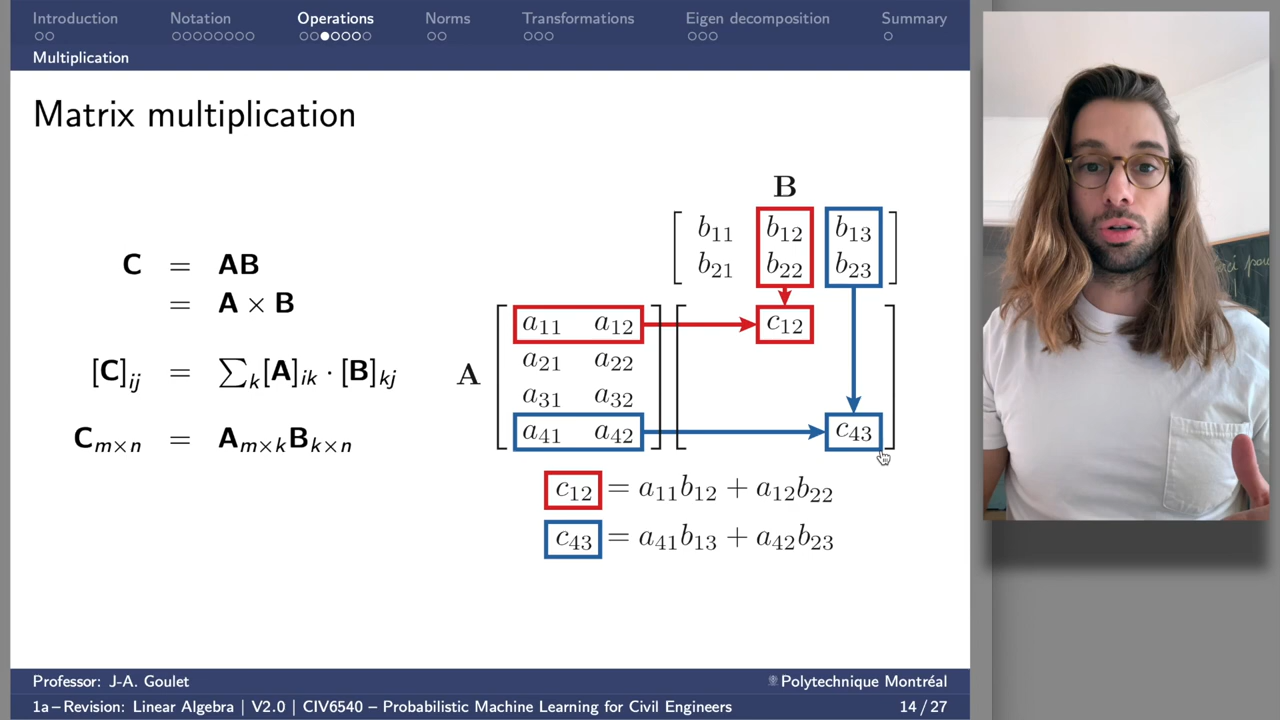 Introduction Notation Operations Norms Transformations Eigen decomposition Summary
Multiplication
Matrix multiplication
C = AB
= A × B
[C]ij = ∑k[A]ik · [B]kj
Cm×n = Am×kBk×n
B
b11 b12 b13
b21 b22 b23
A
a11 a12
a21 a22
a31 a32
a41 a42
c12
c43
c12 = a11b12 + a12b22
c43 = a41b13 + a42b23
Professor: J-A. Goulet
Polytechnique Montréal
1a – Revision: Linear Algebra | V2.0 | CIV6540 – Probabilistic Machine Learning for Civil Engineers
14 / 27